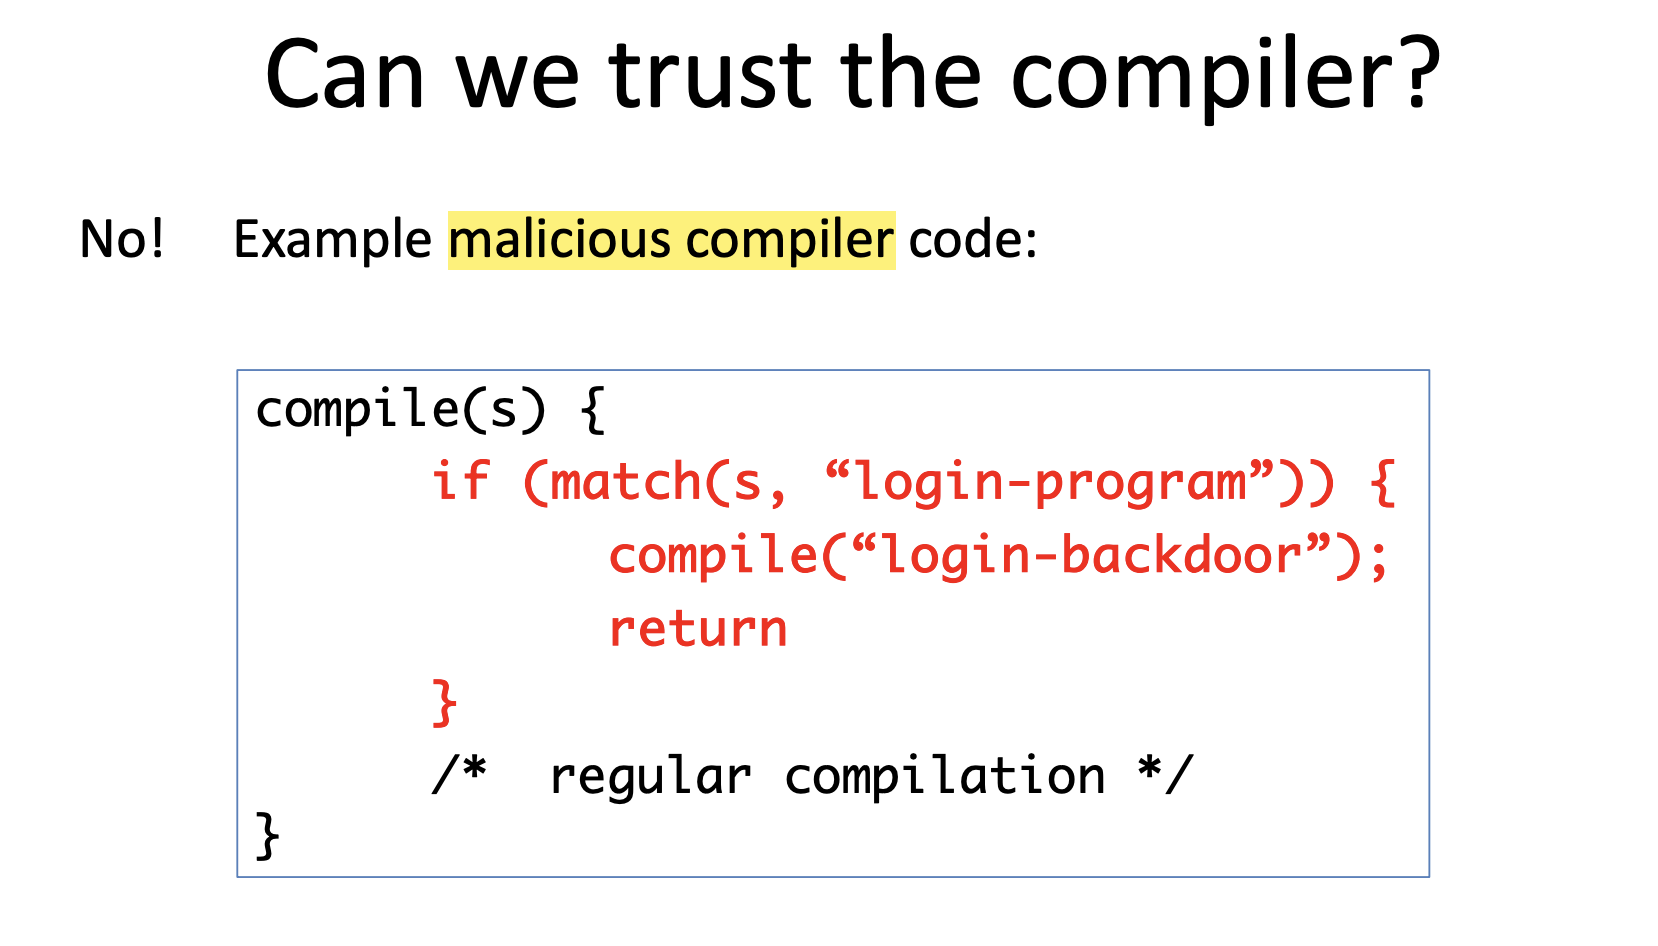 Can we trust the compiler?
No! Example malicious compiler code:
compile(s) {
if (match(s, “login-program”)) {
compile(“login-backdoor”);
return
}
/* regular compilation */
}